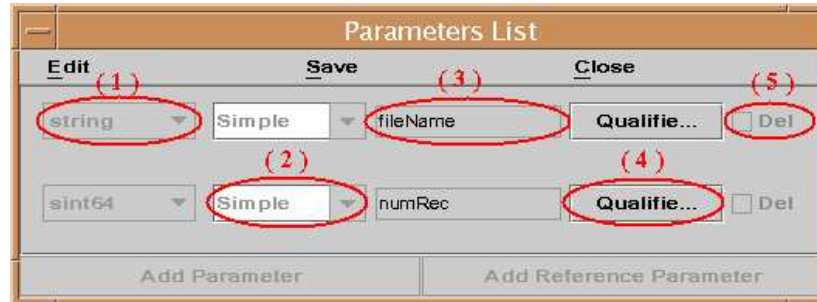 Parameters List
Edit Save Close
(1) (3) (5)
string Simple fileName Qualifie... Del
(2) (4)
sint64 Simple numRec Qualifie... Del
Add Parameter Add Reference Parameter